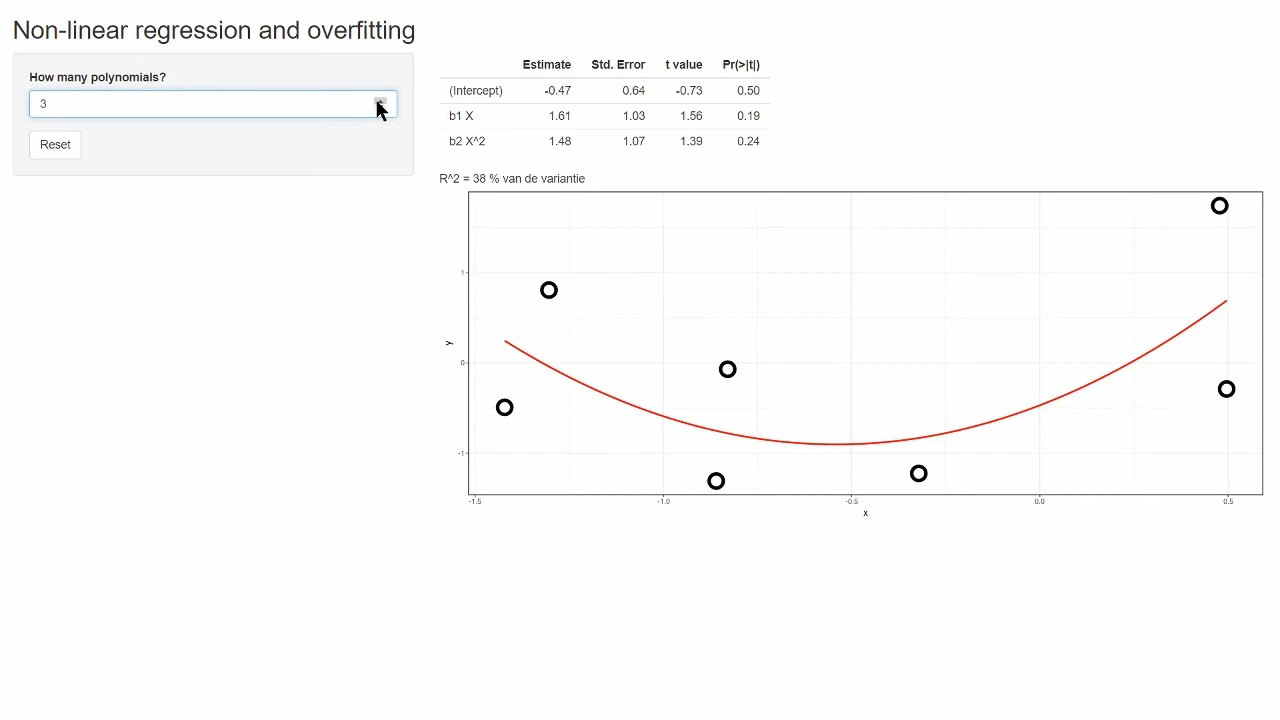 Non-linear regression and overfitting
How many polynomials?
3
Reset
Estimate Std. Error t value Pr(>|t|)
(Intercept) -0.47 0.64 -0.73 0.50
b1 X 1.61 1.03 1.56 0.19
b2 X^2 1.48 1.07 1.39 0.24
R^2 = 38 % van de variantie
1
0
-1
y
-1.5 -1.0 -0.5 0.0 0.5
x